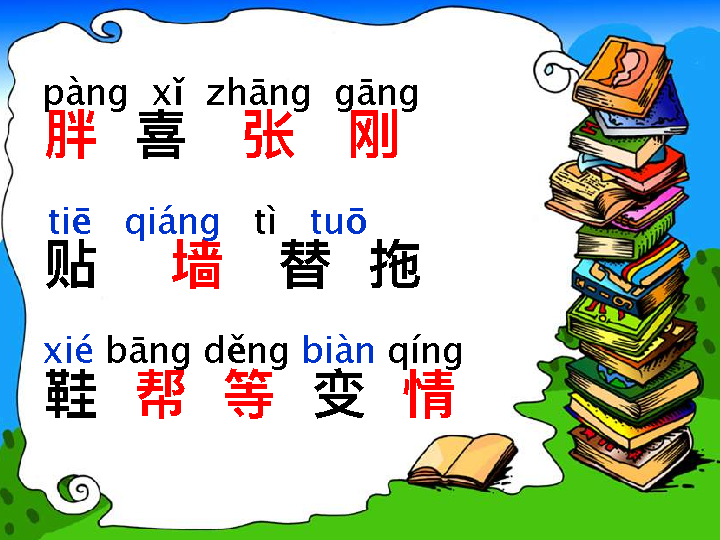 pàng xǐ zhāng gāng
胖 喜 张 刚
tiē qiáng tì tuō
贴 墙 替 拖
xié bāng děng biàn qíng
鞋 帮 等 变 情